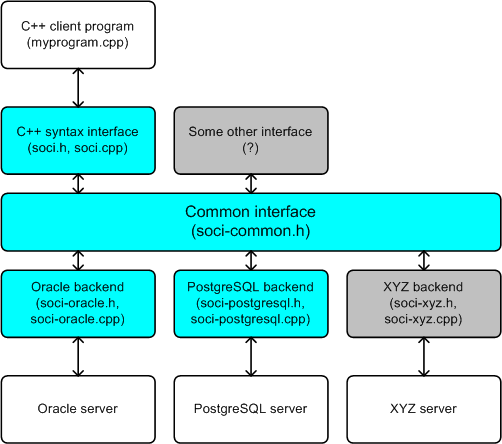 C++ client program
(myprogram.cpp)
C++ syntax interface
(soci.h, soci.cpp)
Some other interface
(?)
Common interface
(soci-common.h)
Oracle backend
(soci-oracle.h,
soci-oracle.cpp)
PostgreSQL backend
(soci-postgresql.h,
soci-postgresql.cpp)
XYZ backend
(soci-xyz.h,
soci-xyz.cpp)
Oracle server
PostgreSQL server
XYZ server